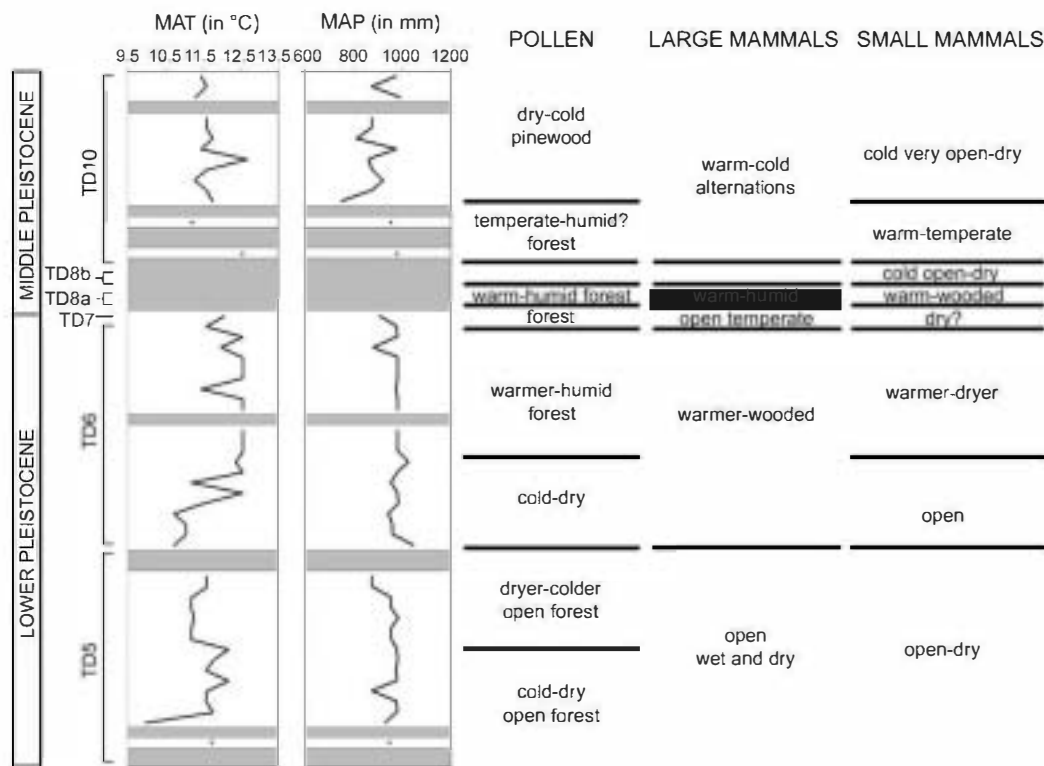 MAT (in °C)
MAP (in mm)
POLLEN
LARGE MAMMALS
SMALL MAMMALS
9.5 10.5 11.5 12.5 13.5
600 800 1000 1200
MIDDLE PLEISTOCENE
LOWER PLEISTOCENE
TD10
TD8b
TD8a
TD7
TD6
TD5
dry-cold
pinewood
temperate-humid?
forest
warm-humid forest
forest
warmer-humid
forest
cold-dry
dryer-colder
open forest
cold-dry
open forest
warm-cold
alternations
warm-humid
open temperate
warmer-wooded
open
wet and dry
cold very open-dry
warm-temperate
cold open-dry
warm-wooded
dry?
warmer-dryer
open
open-dry